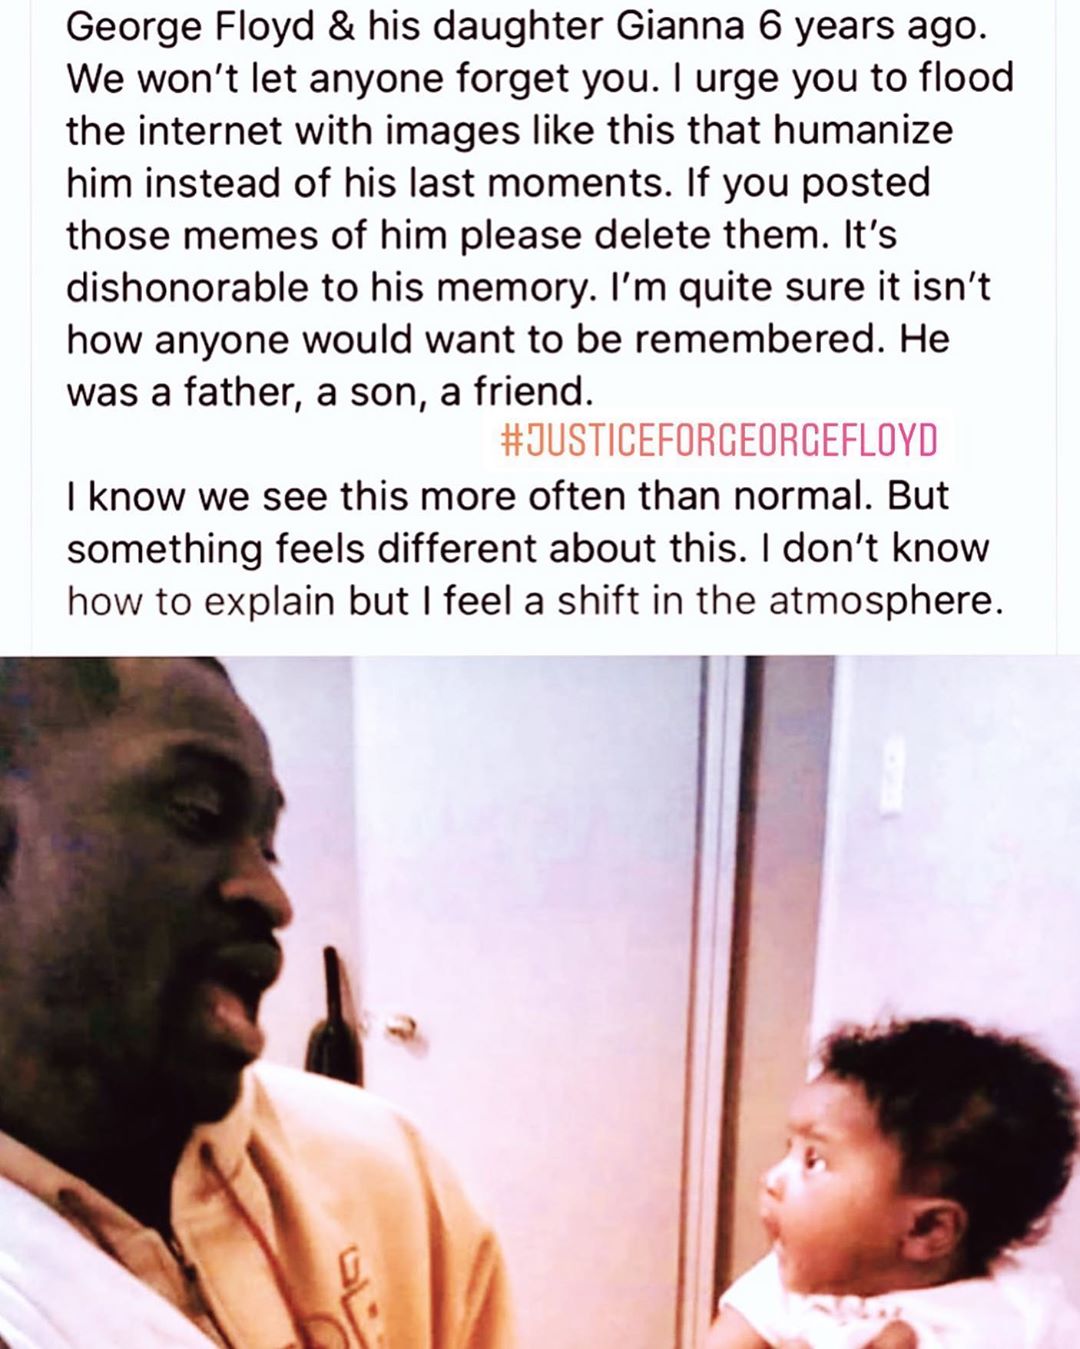 George Floyd & his daughter Gianna 6 years ago.
We won't let anyone forget you. I urge you to flood
the internet with images like this that humanize
him instead of his last moments. If you posted
those memes of him please delete them. It's
dishonorable to his memory. I'm quite sure it isn't
how anyone would want to be remembered. He
was a father, a son, a friend.
#JUSTICEFORGEORGEFLOYD
I know we see this more often than normal. But
something feels different about this. I don't know
how to explain but I feel a shift in the atmosphere.